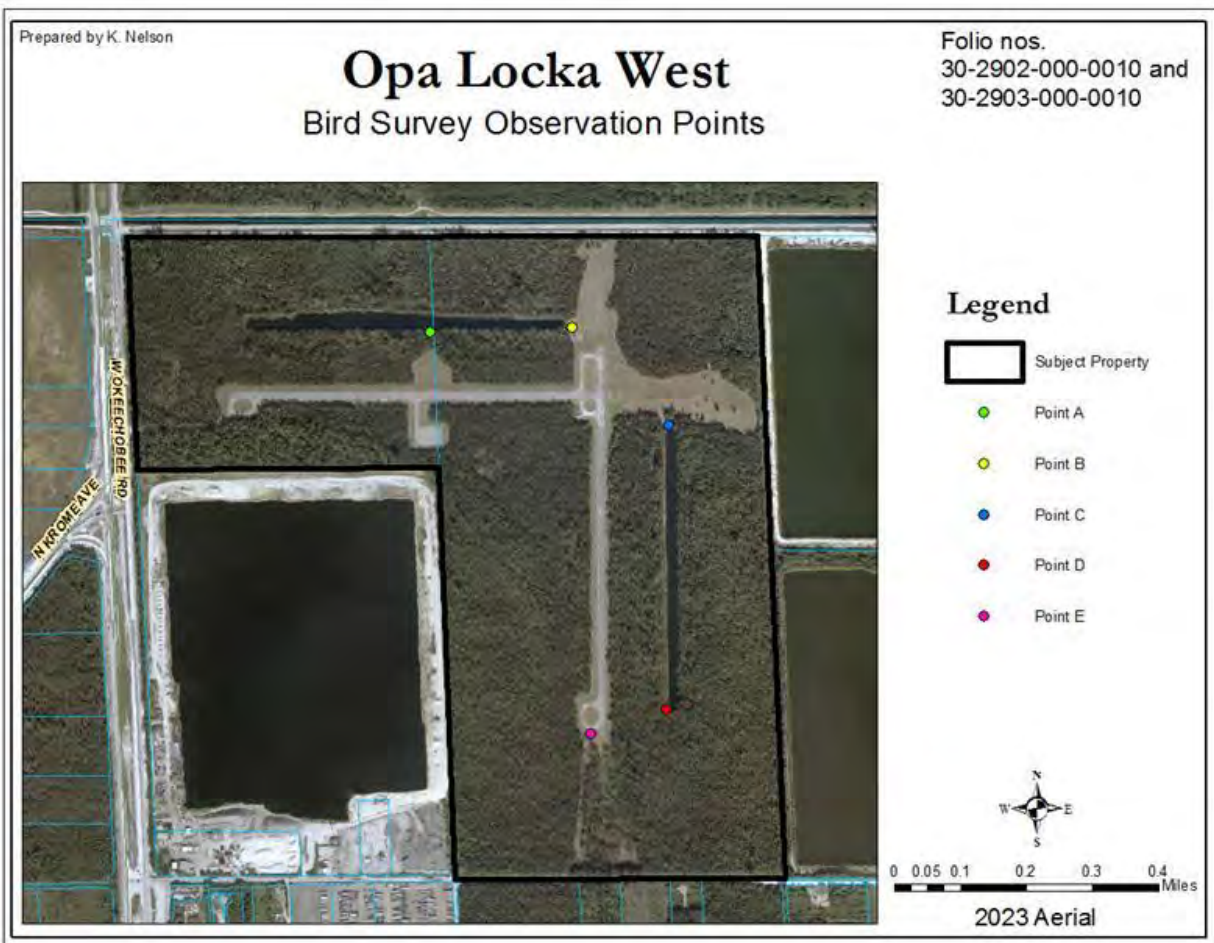 Prepared by K. Nelson
Opa Locka West
Bird Survey Observation Points
Folio nos.
30-2902-000-0010 and
30-2903-000-0010
W OKEECHOBEE RD
N KROME AVE
Legend
Subject Property
Point A
Point B
Point C
Point D
Point E
N
W E
S
0 0.05 0.1 0.2 0.3 0.4
Miles
2023 Aerial